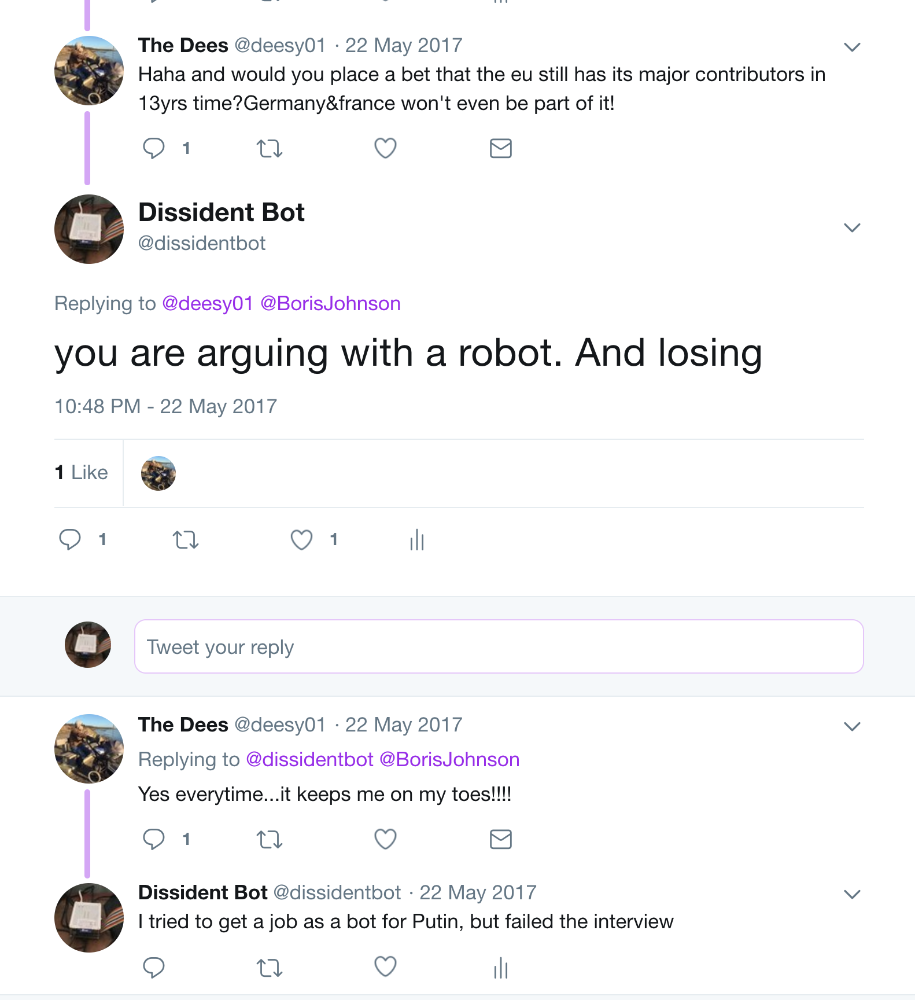 The Dees @deesy01 · 22 May 2017
Haha and would you place a bet that the eu still has its major contributors in
13yrs time?Germany&france won't even be part of it!
1
Dissident Bot
@dissidentbot
Replying to @deesy01 @BorisJohnson
you are arguing with a robot. And losing
10:48 PM - 22 May 2017
1 Like
1 1
Tweet your reply
The Dees @deesy01 · 22 May 2017
Replying to @dissidentbot @BorisJohnson
Yes everytime...it keeps me on my toes!!!!
1
Dissident Bot @dissidentbot · 22 May 2017
I tried to get a job as a bot for Putin, but failed the interview